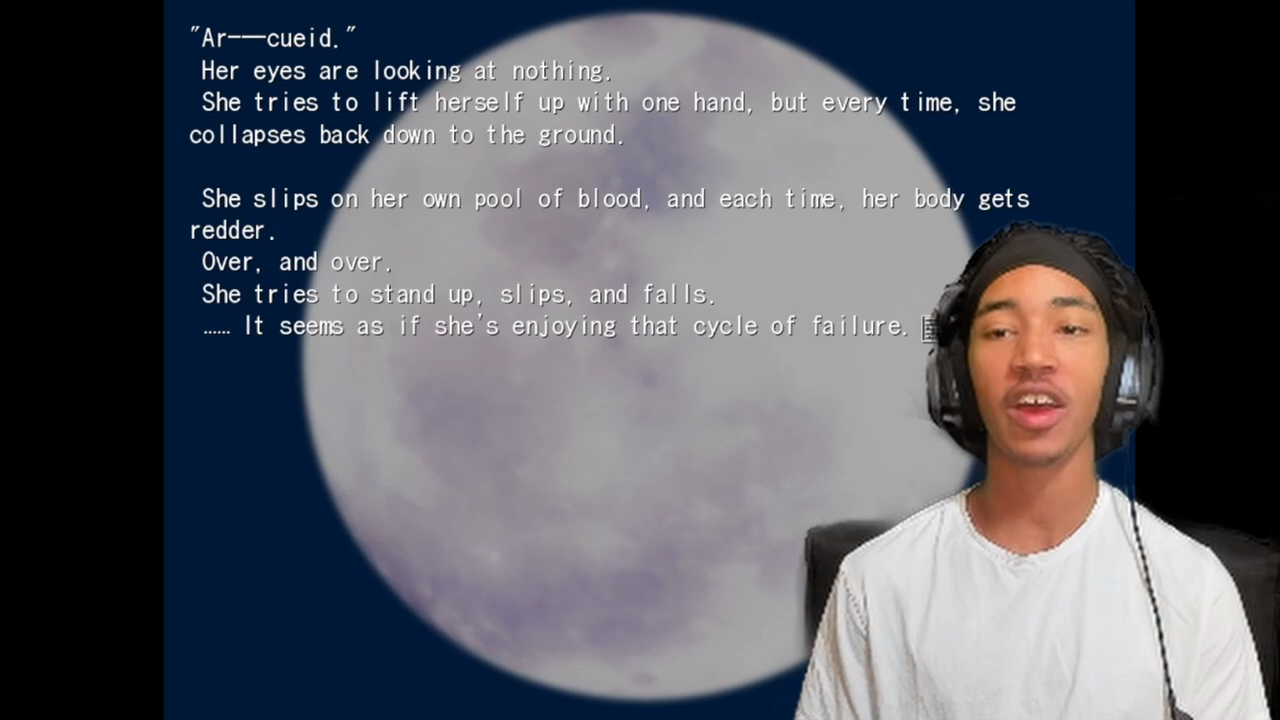 "Ar――cueid."
Her eyes are looking at nothing.
She tries to lift herself up with one hand, but every time, she
collapses back down to the ground.
She slips on her own pool of blood, and each time, her body gets
redder.
Over, and over.
She tries to stand up, slips, and falls.
…… It seems as if she's enjoying that cycle of failure.